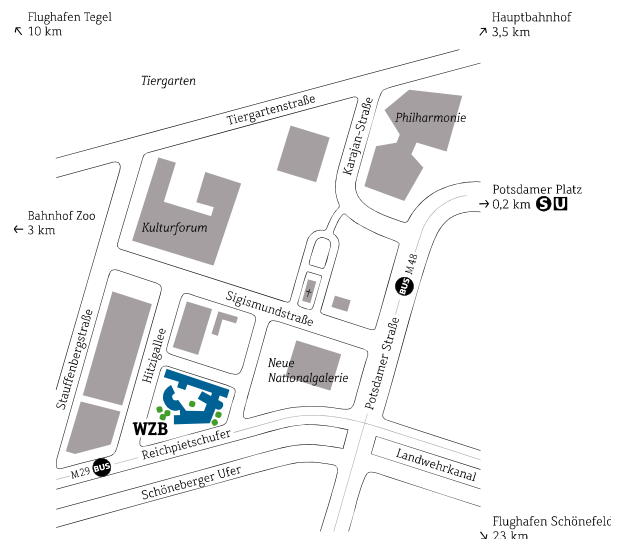 Flughafen Tegel
↖ 10 km
Hauptbahnhof
↗ 3,5 km
Tiergarten
Tiergartenstraße
Karajan-Straße
Philharmonie
Potsdamer Platz
→ 0,2 km S U
Bahnhof Zoo
← 3 km
Kulturforum
BUS M48
Sigismundstraße
Stauffenbergstraße
Hitzigallee
Potsdamer Straße
Neue
Nationalgalerie
WZB
Reichpietschufer
M29 BUS
Landwehrkanal
Schöneberger Ufer
Flughafen Schönefeld
↘ 23 km